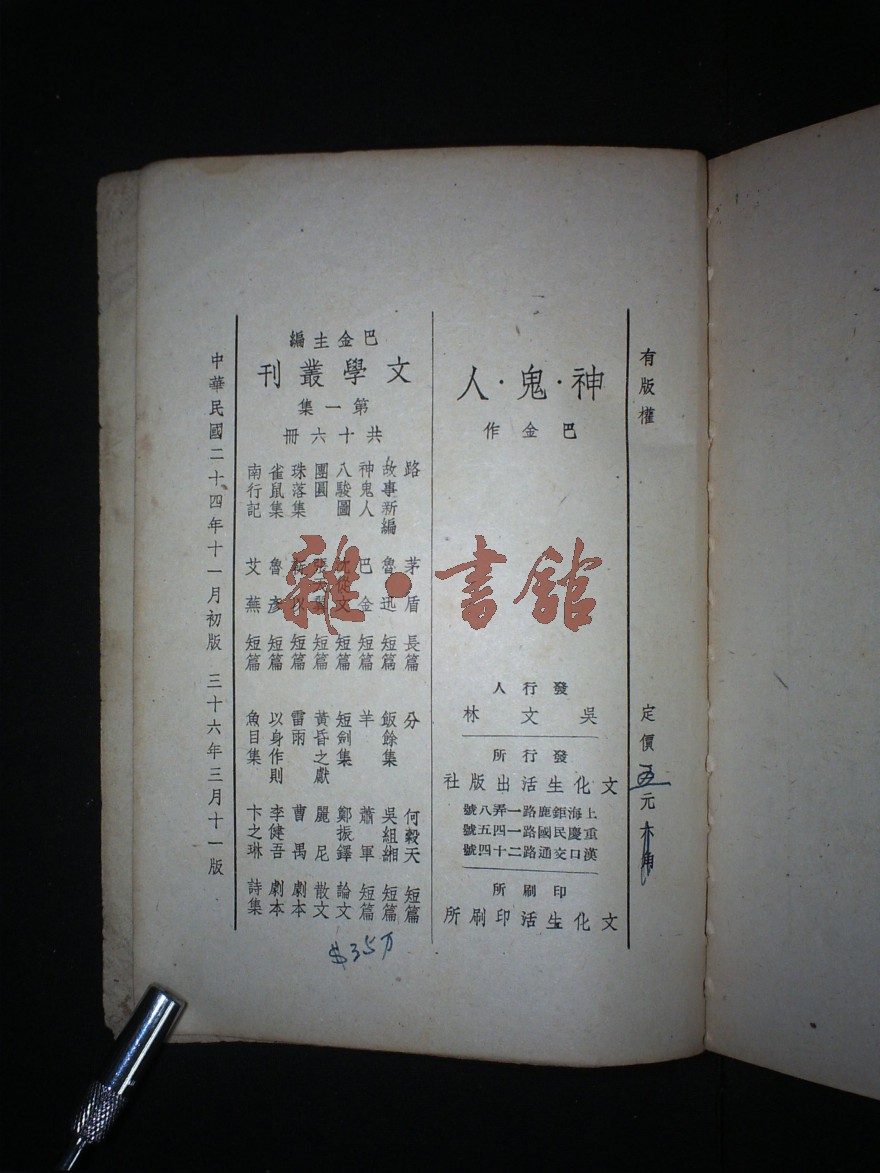 有版權
定價五元
神·鬼·人
巴金作
發行人
吳文林
發行所
文化生活出版社
上海鉅鹿路一弄八號
重慶民國路一四五號
漢口交通路二十四號
印刷所
文化生活印刷所
巴金主編
文學叢刊
第一集
共十六冊
路 茅盾 長篇
故事新編 魯迅 短篇
神鬼人 巴金 短篇
八駿圖 沈從文 短篇
團圓 張天翼 短篇
珠落集 靳以 短篇
雀鼠集 魯彥 短篇
南行記 艾蕪 短篇
分 何穀天 短篇
飯餘集 吳組緗 短篇
羊 蕭軍 短篇
短劍集 鄭振鐸 論文
黃昏之獻 麗尼 散文
雷雨 曹禺 劇本
以身作則 李健吾 劇本
魚目集 卞之琳 詩集
中華民國二十四年十一月初版 三十六年三月十一版
$35万
雜·書館